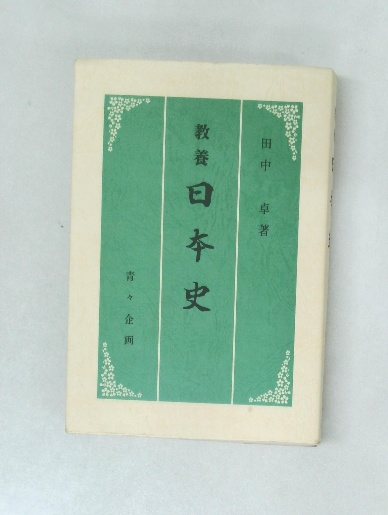 田中 卓著
教養 日本史
青々企画